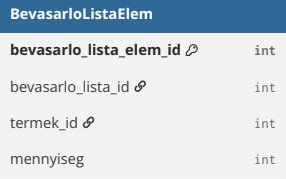 BevasarloListaElem
bevasarlo_lista_elem_id int
bevasarlo_lista_id int
termek_id int
mennyiseg int